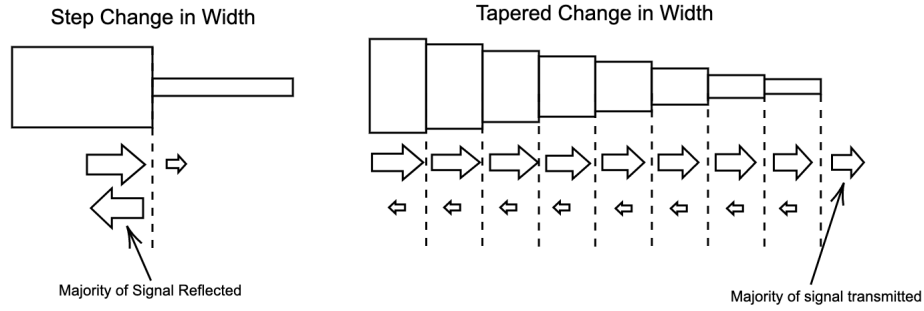 Step Change in Width
Tapered Change in Width
Majority of Signal Reflected
Majority of signal transmitted